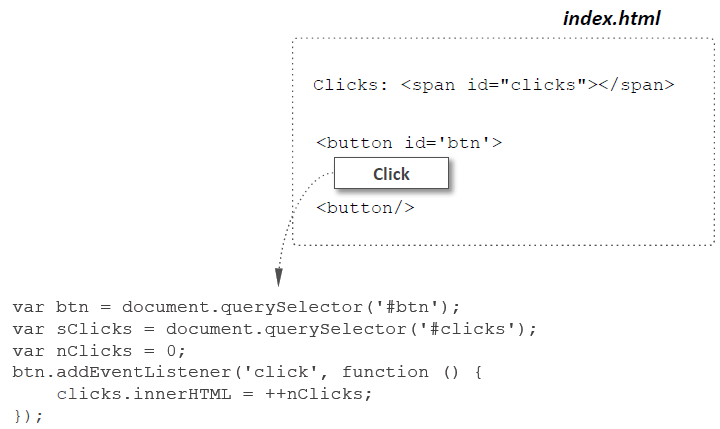 index.html
Clicks: <span id="clicks"></span>
<button id='btn'>
Click
<button/>
var btn = document.querySelector('#btn');
var sClicks = document.querySelector('#clicks');
var nClicks = 0;
btn.addEventListener('click', function () {
    clicks.innerHTML = ++nClicks;
});